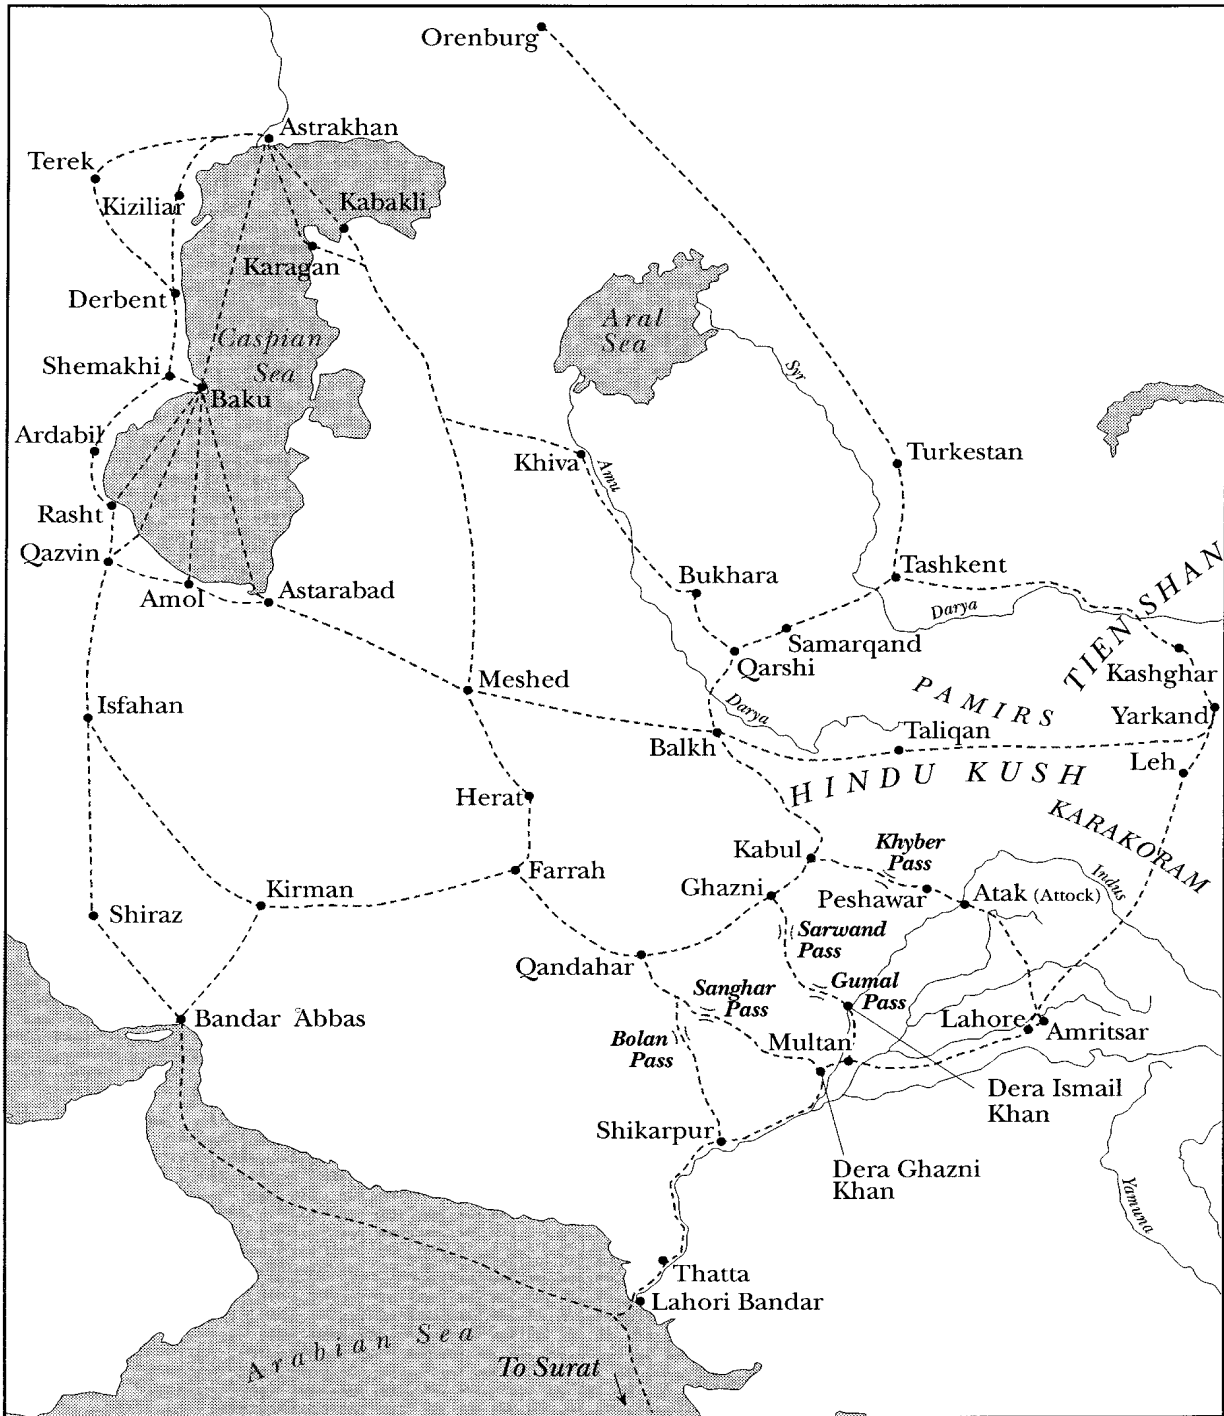 Orenburg
Astrakhan
Terek
Kiziliar
Kabakli
Karagan
Derbent
Caspian
Sea
Aral
Sea
Syr
Shemakhi
Baku
Ardabil
Khiva
Amu
Turkestan
Rasht
Qazvin
Amol
Astarabad
Bukhara
Tashkent
Darya
TIEN SHAN
Samarqand
Qarshi
Kashghar
Meshed
PAMIRS
Isfahan
Darya
Yarkand
Balkh
Taliqan
Leh
HINDU KUSH
Herat
KARAKORAM
Kabul
Khyber
Pass
Farrah
Ghazni
Peshawar
Atak (Attock)
Indus
Kirman
Shiraz
Sarwand
Pass
Qandahar
Sanghar
Pass
Gumal
Pass
Bandar Abbas
Bolan
Pass
Multan
Lahore
Amritsar
Dera Ismail
Khan
Shikarpur
Dera Ghazni
Khan
Yamuna
Thatta
Lahori Bandar
Arabian Sea
To Surat